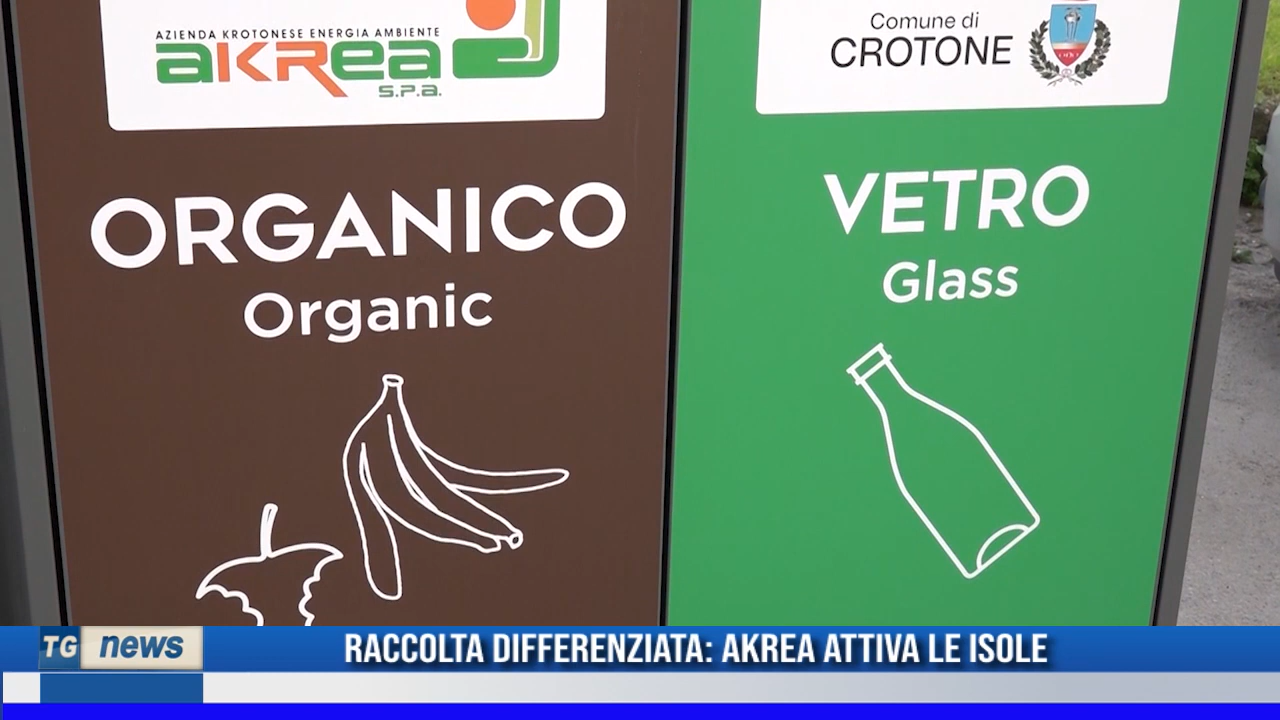 AZIENDA KROTONESE ENERGIA AMBIENTE
aKRea
s.p.a.
Comune di
CROTONE
ORGANICO
Organic
VETRO
Glass
TG news
RACCOLTA DIFFERENZIATA: AKREA ATTIVA LE ISOLE